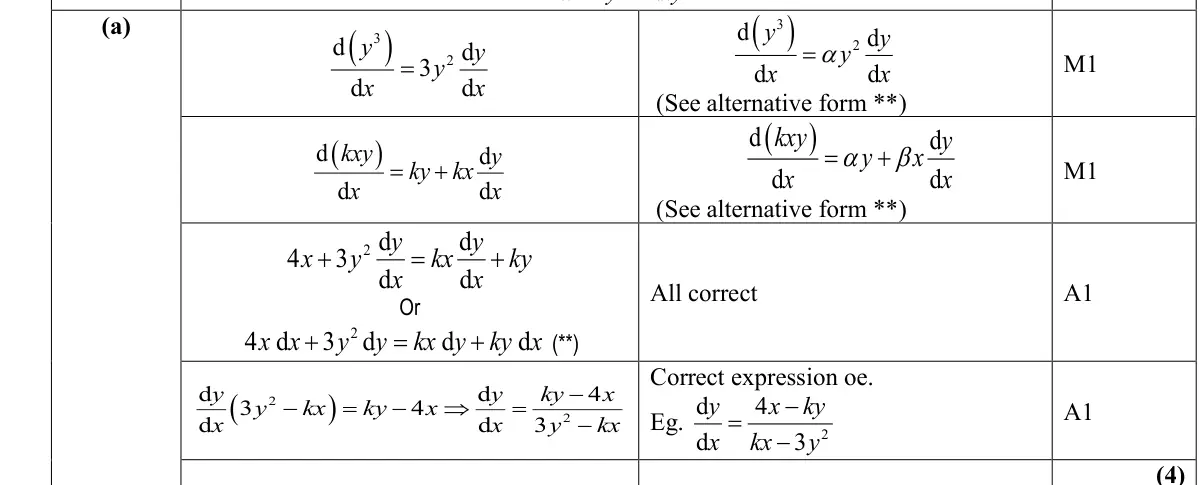 (a)
d(y³)/dx = 3y² dy/dx
d(y³)/dx = αy² dy/dx
(See alternative form **)
M1
d(kxy)/dx = ky + kx dy/dx
d(kxy)/dx = αy + βx dy/dx
(See alternative form **)
M1
4x + 3y² dy/dx = kx dy/dx + ky
Or
4x dx + 3y² dy = kx dy + ky dx (**)
All correct
A1
dy/dx (3y² − kx) = ky − 4x ⇒ dy/dx = (ky − 4x)/(3y² − kx)
Correct expression oe.
Eg. dy/dx = (4x − ky)/(kx − 3y²)
A1
(4)